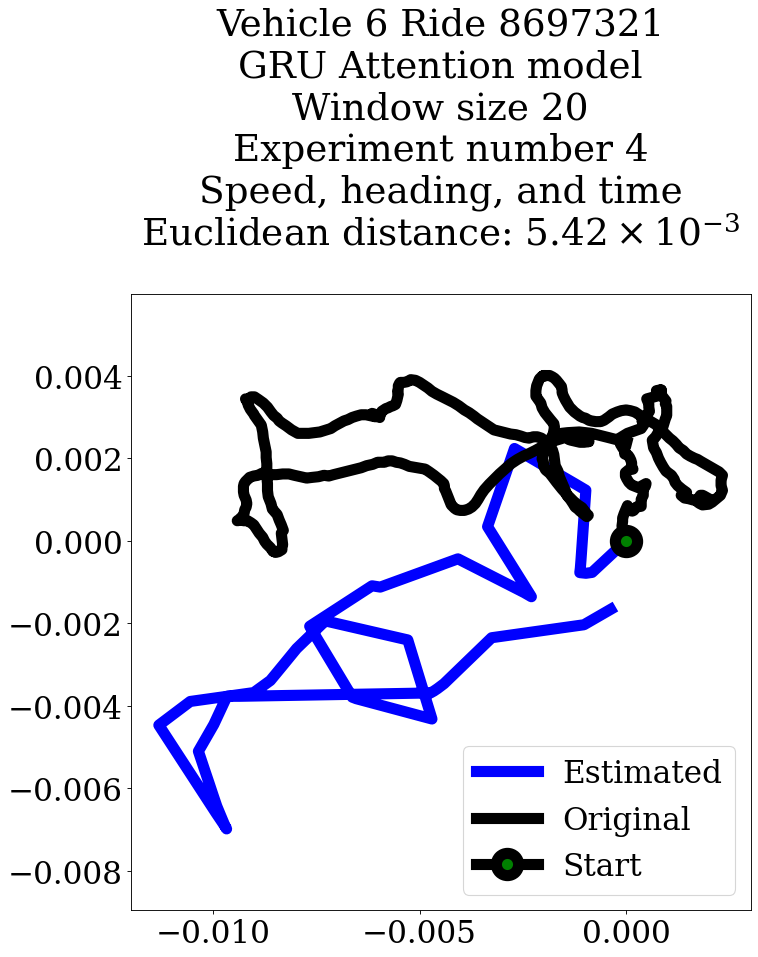 Vehicle 6 Ride 8697321
GRU Attention model
Window size 20
Experiment number 4
Speed, heading, and time
Euclidean distance: 5.42 × 10⁻³
0.004
0.002
0.000
−0.002
−0.004
−0.006
−0.008
Estimated
Original
Start
−0.010 −0.005 0.000